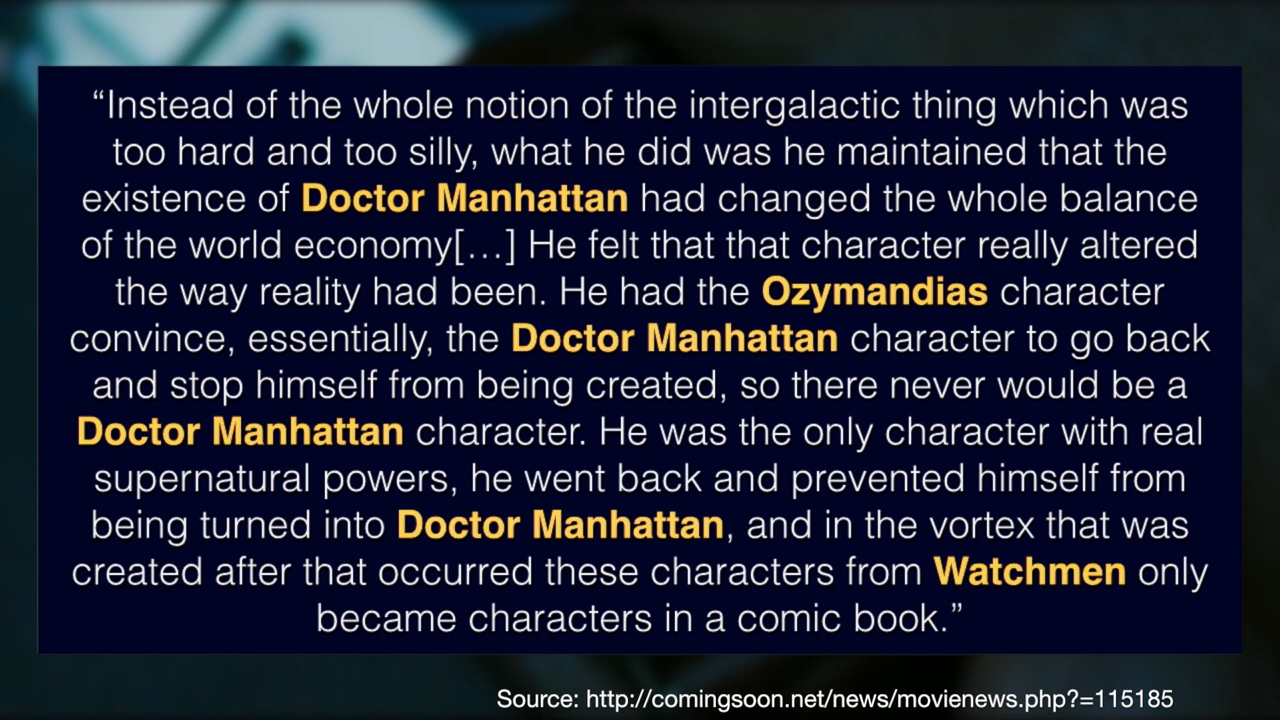 “Instead of the whole notion of the intergalactic thing which was
too hard and too silly, what he did was he maintained that the
existence of Doctor Manhattan had changed the whole balance
of the world economy[…] He felt that that character really altered
the way reality had been. He had the Ozymandias character
convince, essentially, the Doctor Manhattan character to go back
and stop himself from being created, so there never would be a
Doctor Manhattan character. He was the only character with real
supernatural powers, he went back and prevented himself from
being turned into Doctor Manhattan, and in the vortex that was
created after that occurred these characters from Watchmen only
became characters in a comic book.”
Source: http://comingsoon.net/news/movienews.php?=115185